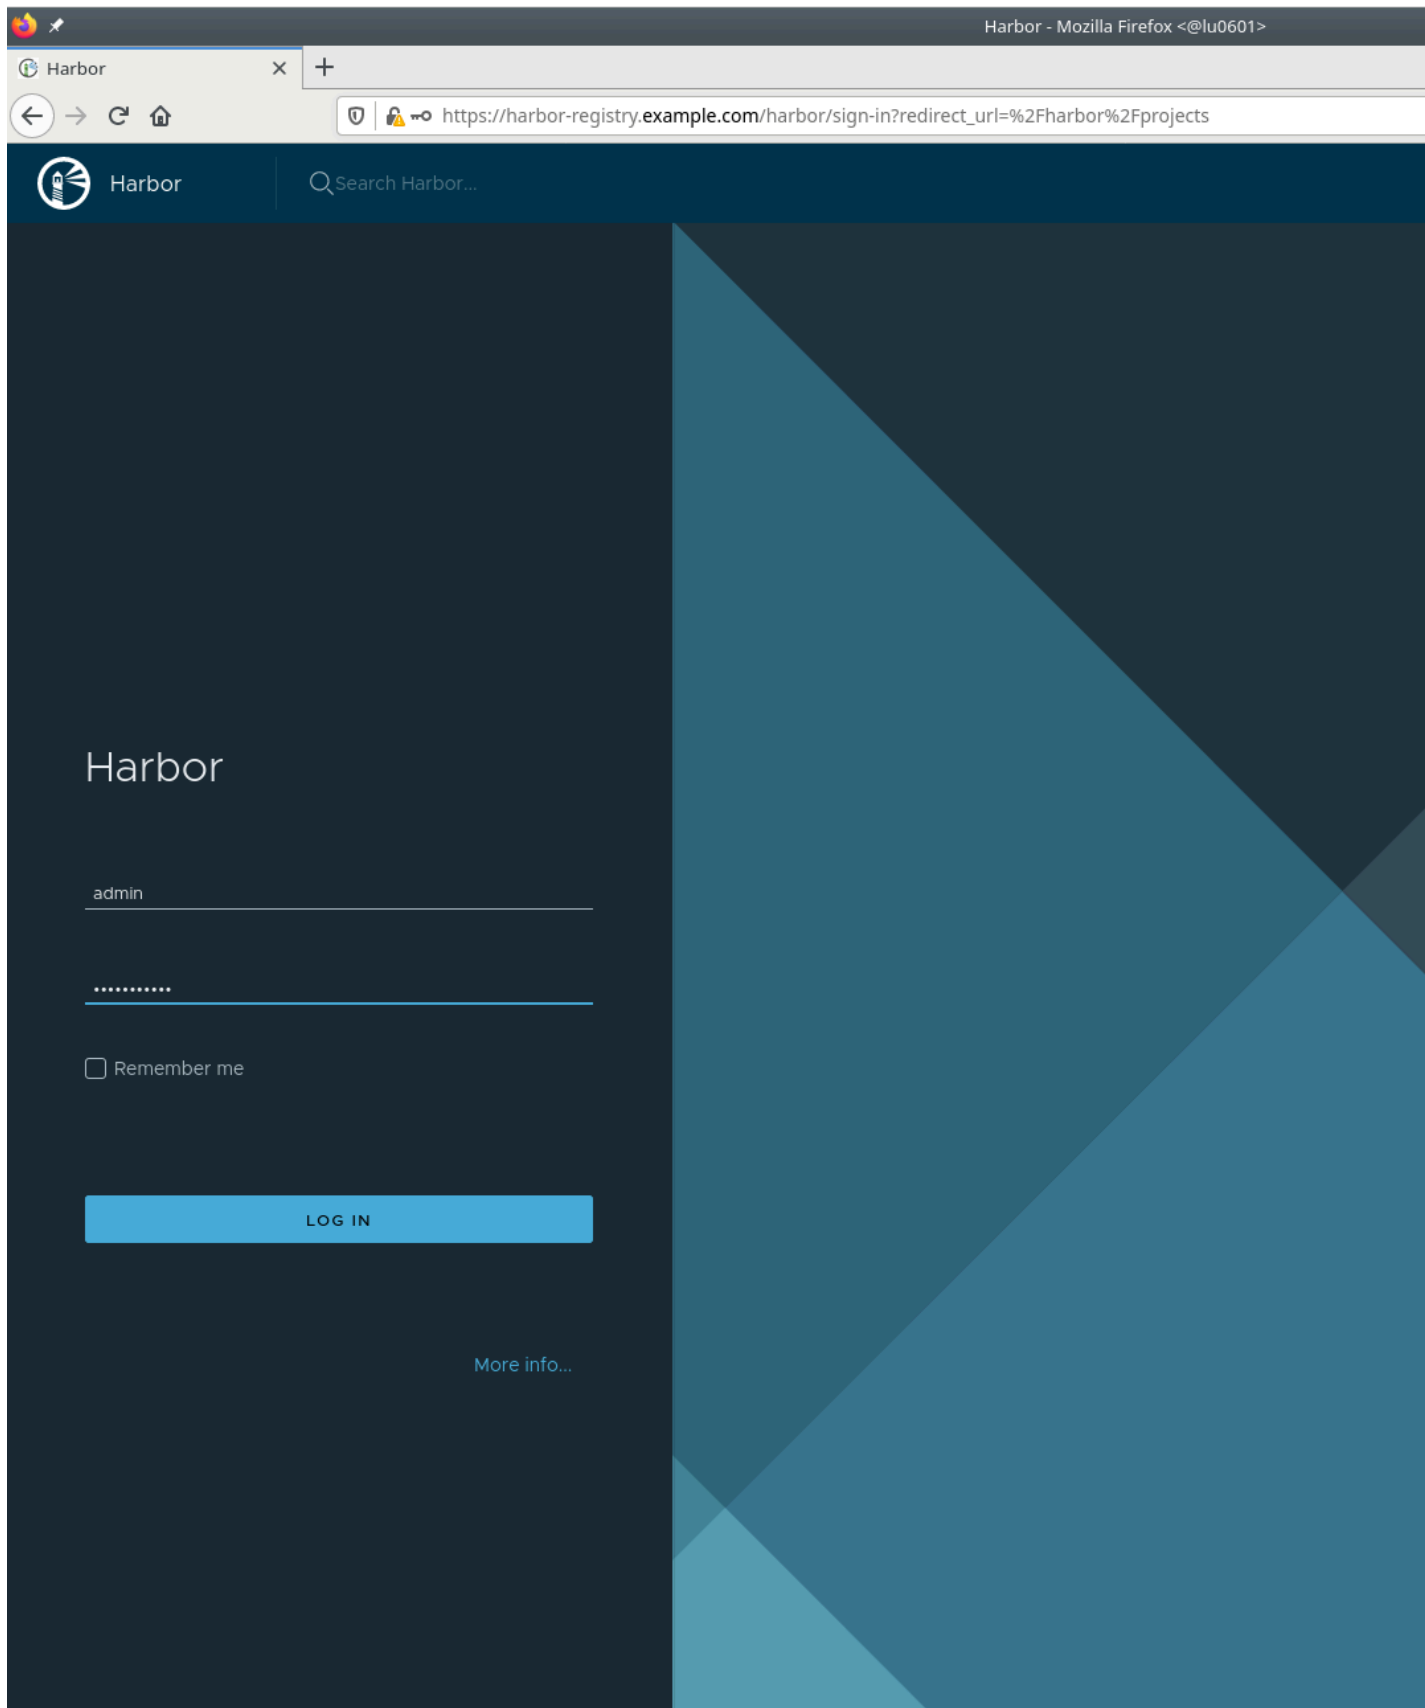 Harbor - Mozilla Firefox <@lu0601>
Harbor
https://harbor-registry.example.com/harbor/sign-in?redirect_url=%2Fharbor%2Fprojects
Harbor
Search Harbor...
Harbor
admin
•••••••••••
Remember me
LOG IN
More info...